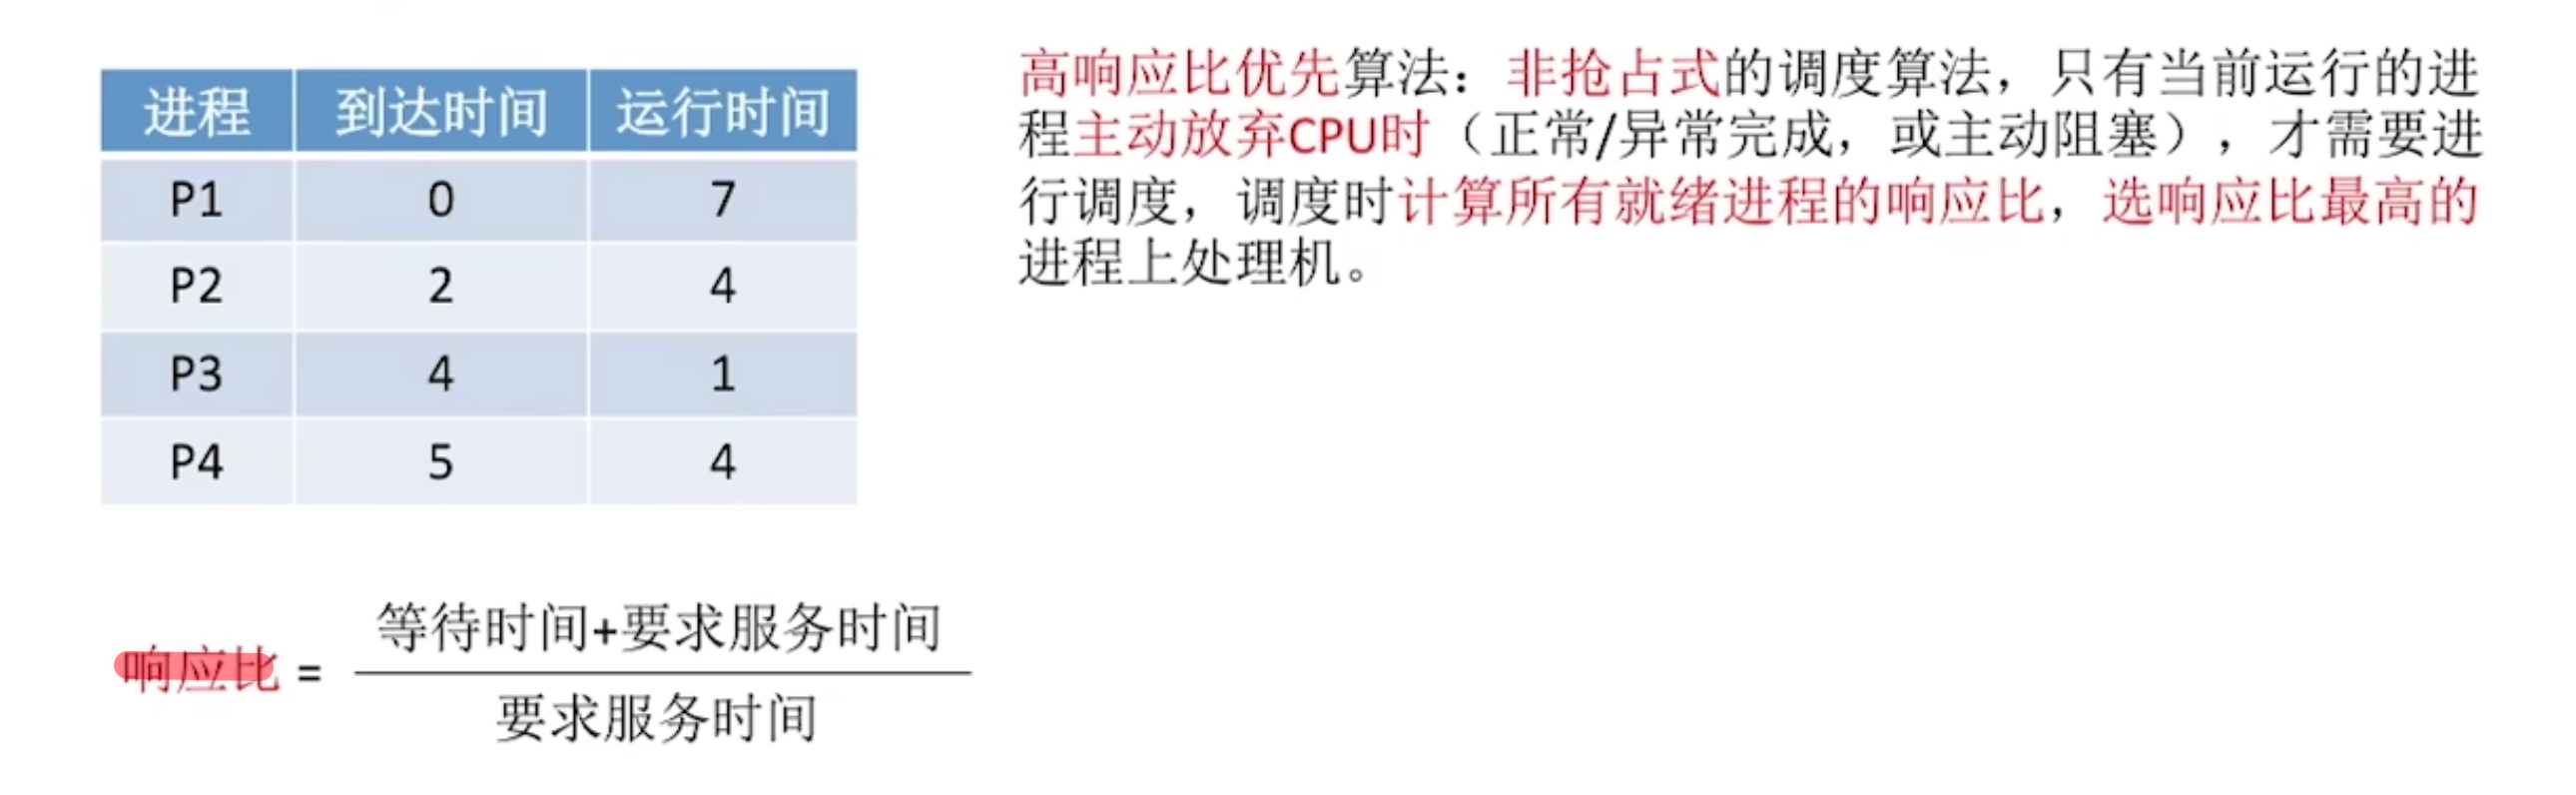 进程 到达时间 运行时间
P1 0 7
P2 2 4
P3 4 1
P4 5 4
高响应比优先算法：非抢占式的调度算法，只有当前运行的进
程主动放弃CPU时（正常/异常完成，或主动阻塞），才需要进
行调度，调度时计算所有就绪进程的响应比，选响应比最高的
进程上处理机。
等待时间+要求服务时间
响应比 =
要求服务时间